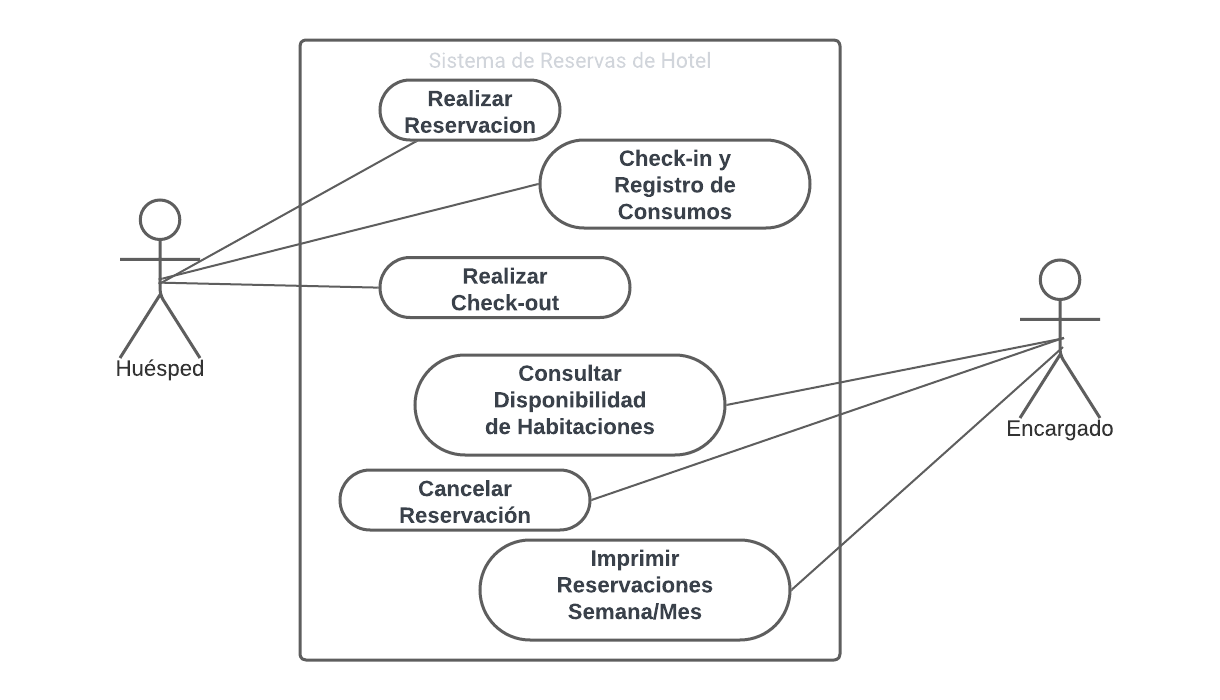 Sistema de Reservas de Hotel
Realizar
Reservacion
Check-in y
Registro de
Consumos
Realizar
Check-out
Huésped
Consultar
Disponibilidad
de Habitaciones
Encargado
Cancelar
Reservación
Imprimir
Reservaciones
Semana/Mes